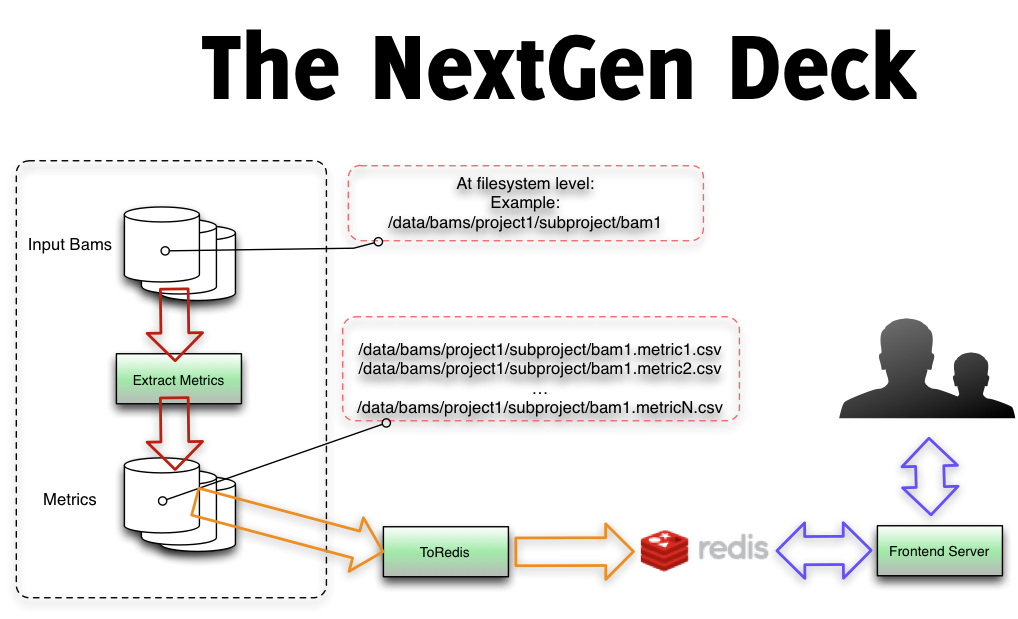 The NextGen Deck
At filesystem level:
Example:
/data/bams/project1/subproject/bam1
Input Bams
/data/bams/project1/subproject/bam1.metric1.csv
/data/bams/project1/subproject/bam1.metric2.csv
...
/data/bams/project1/subproject/bam1.metricN.csv
Extract Metrics
Metrics
ToRedis
redis
Frontend Server